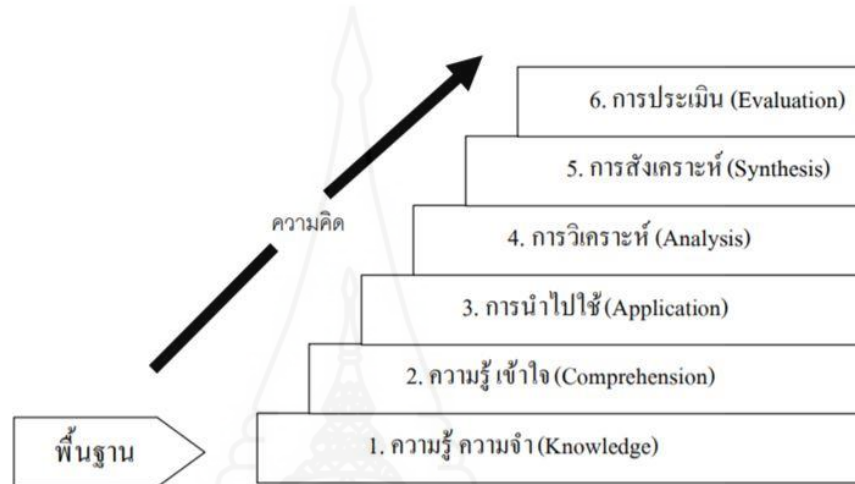 6. การประเมิน (Evaluation)
5. การสังเคราะห์ (Synthesis)
ความคิด
4. การวิเคราะห์ (Analysis)
3. การนำไปใช้ (Application)
2. ความรู้ เข้าใจ (Comprehension)
พื้นฐาน
1. ความรู้ ความจำ (Knowledge)